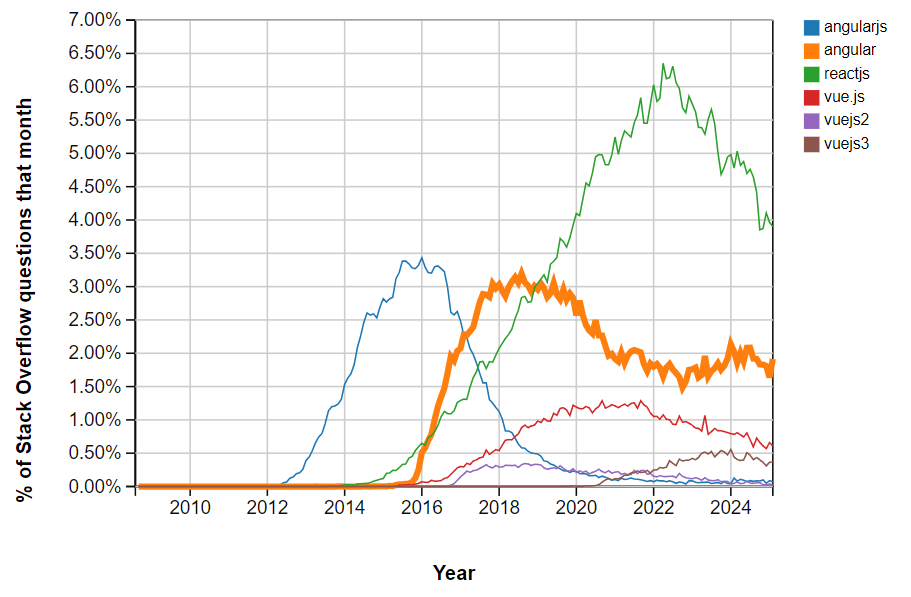 7.00%
6.50%
6.00%
5.50%
5.00%
4.50%
4.00%
3.50%
3.00%
2.50%
2.00%
1.50%
1.00%
0.50%
0.00%
% of Stack Overflow questions that month
2010 2012 2014 2016 2018 2020 2022 2024
Year
angularjs
angular
reactjs
vue.js
vuejs2
vuejs3